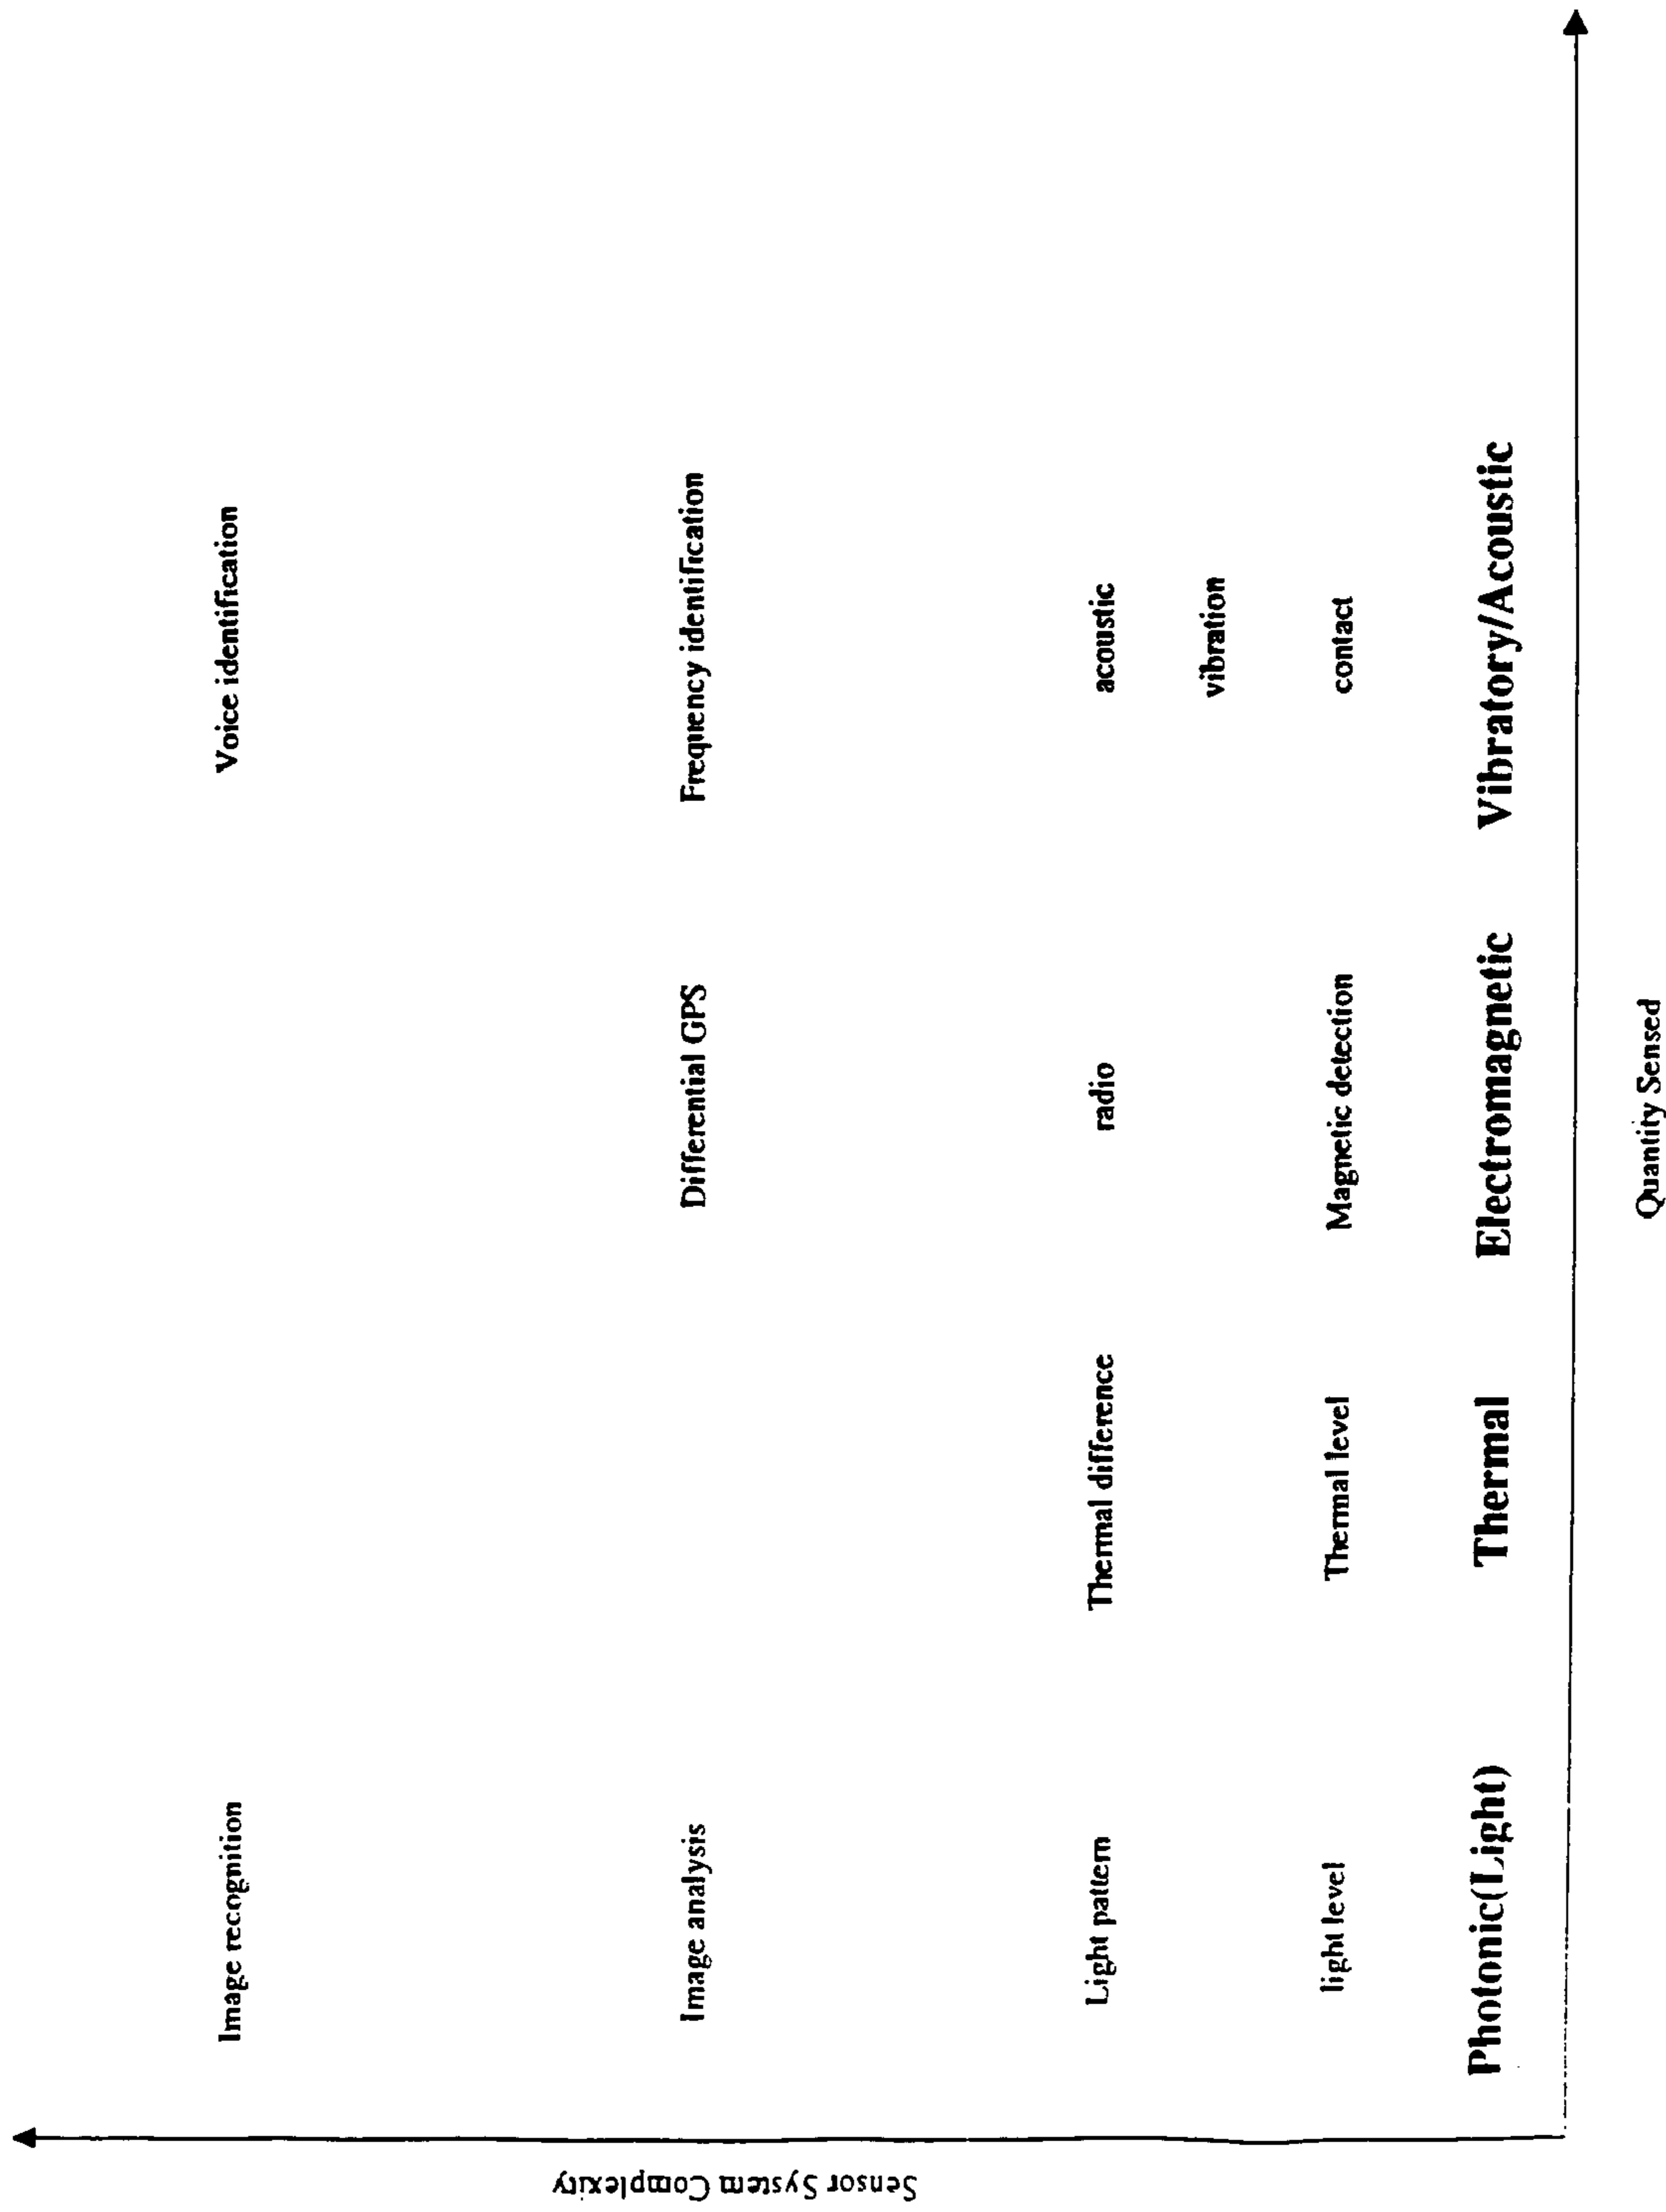 Image recognition
Voice identification
Image analysis
Differential GPS
Frequency identification
Light pattern
Thermal difference
radio
acoustic
vibration
light level
Thermal level
Magnetic detection
contact
Photonic(Light)
Thermal
Electromagnetic
Vibratory/Acoustic
Quantity Sensed
Sensor System Complexity